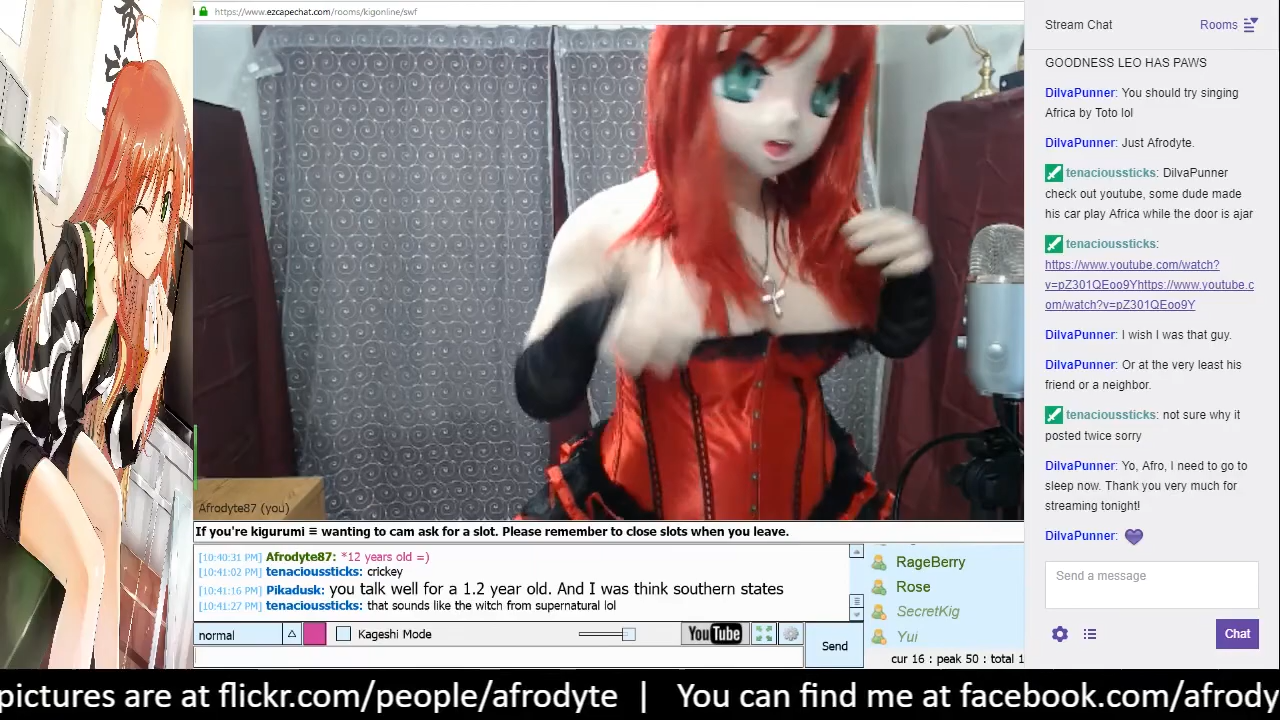 https://www.ezcapechat.com/rooms/kigonline/swf
Afrodyte87 (you)
If you're kigurumi ≡ wanting to cam ask for a slot. Please remember to close slots when you leave.
[10:40:31 PM] Afrodyte87: *12 years old =)
[10:41:02 PM] tenaciousticks: crickey
[10:41:16 PM] Pikadusk: you talk well for a 1.2 year old. And I was think southern states
[10:41:27 PM] tenaciousticks: that sounds like the witch from supernatural lol
RageBerry
Rose
SecretKig
Yui
normal
Kageshi Mode
YouTube
Send
cur 16 : peak 50 : total 1
Stream Chat
Rooms
GOODNESS LEO HAS PAWS
DilvaPunner: You should try singing
Africa by Toto lol
DilvaPunner: Just Afrodyte.
tenacioussticks: DilvaPunner
check out youtube, some dude made
his car play Africa while the door is ajar
tenacioussticks:
https://www.youtube.com/watch?
v=pZ301QEoo9Yhttps://www.youtube.c
om/watch?v=pZ301QEoo9Y
DilvaPunner: I wish I was that guy.
DilvaPunner: Or at the very least his
friend or a neighbor.
tenacioussticks: not sure why it
posted twice sorry
DilvaPunner: Yo, Afro, I need to go to
sleep now. Thank you very much for
streaming tonight!
DilvaPunner: 💜
Send a message
Chat
pictures are at flickr.com/people/afrodyte | You can find me at facebook.com/afrody